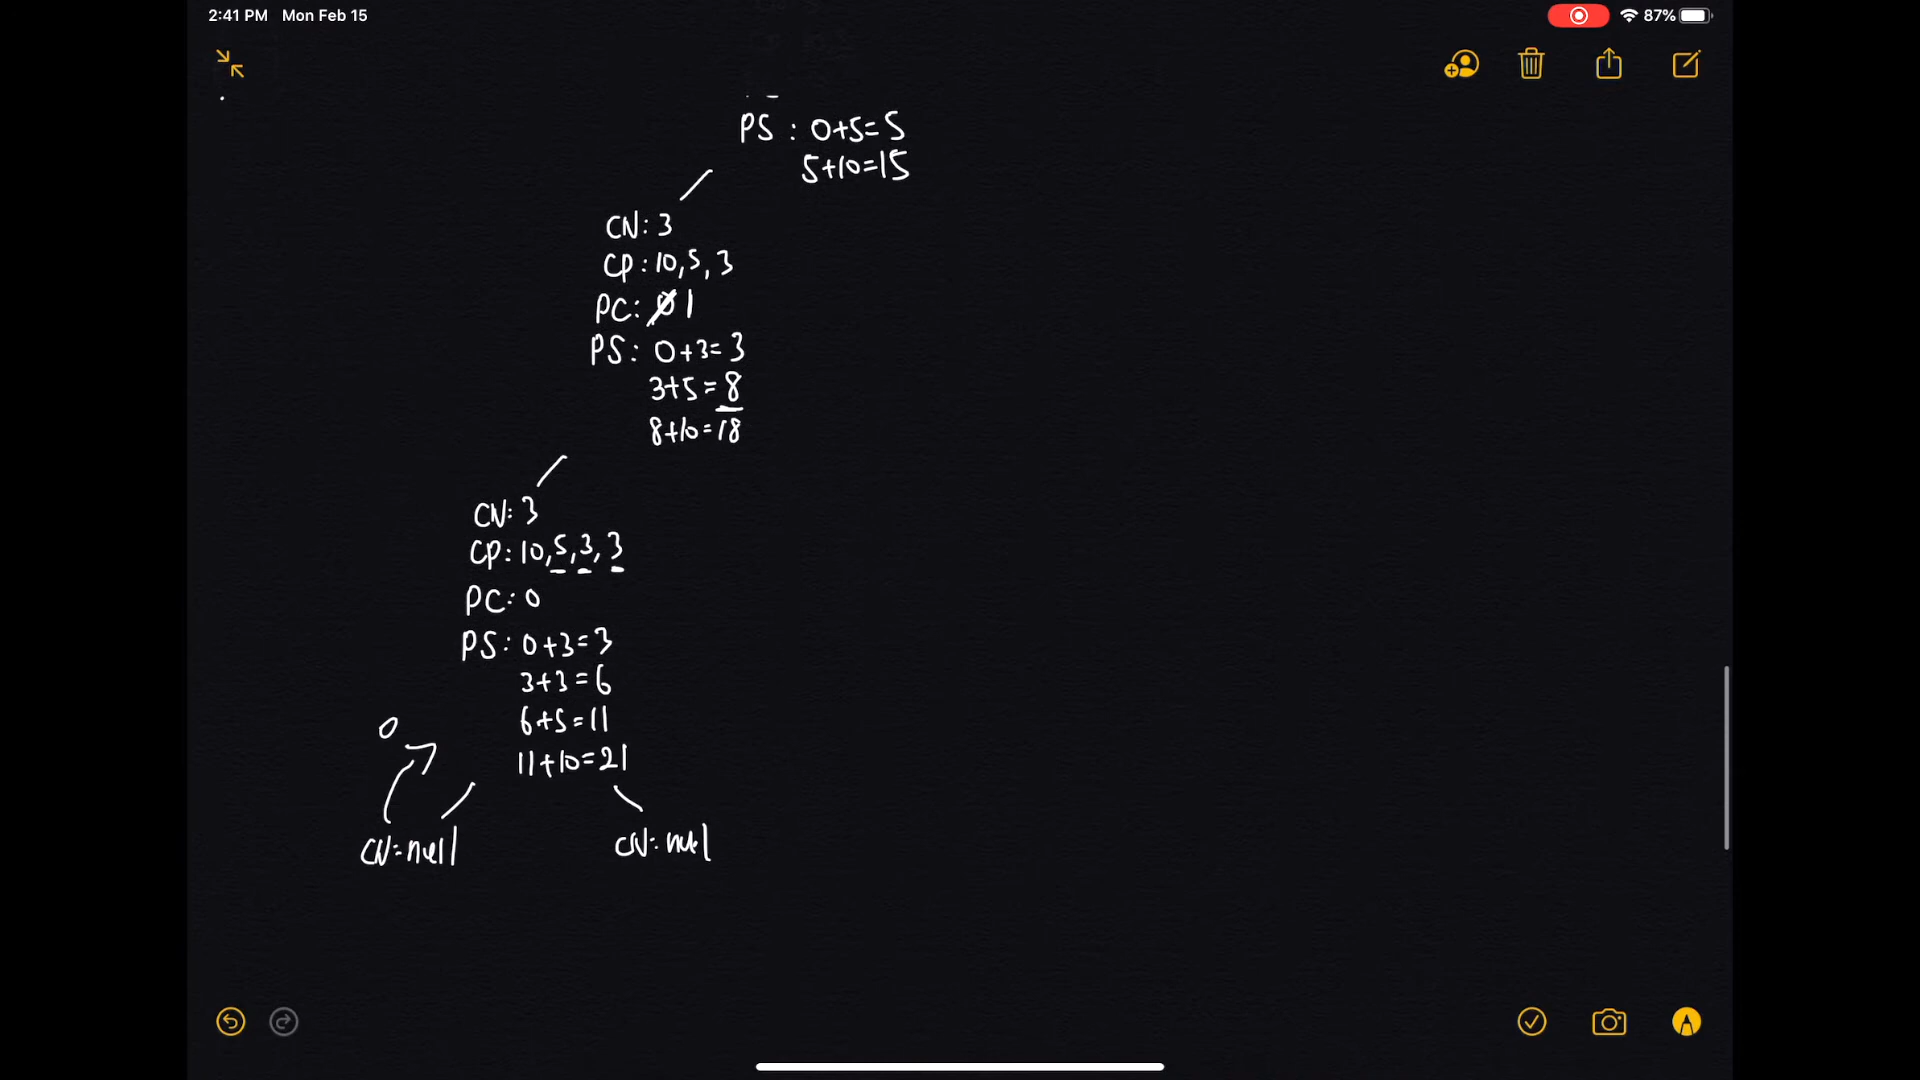 2:41 PM Mon Feb 15
87%
PS : 0+5=5
5+10=15
CN: 3
CP: 10, 5, 3
PC: 0 1
PS: 0+3=3
3+5=8
8+10=18
CN: 3
CP: 10, 5, 3, 3
PC: 0
PS: 0+3=3
3+3=6
6+5=11
11+10=21
0
CN: null
CN: null